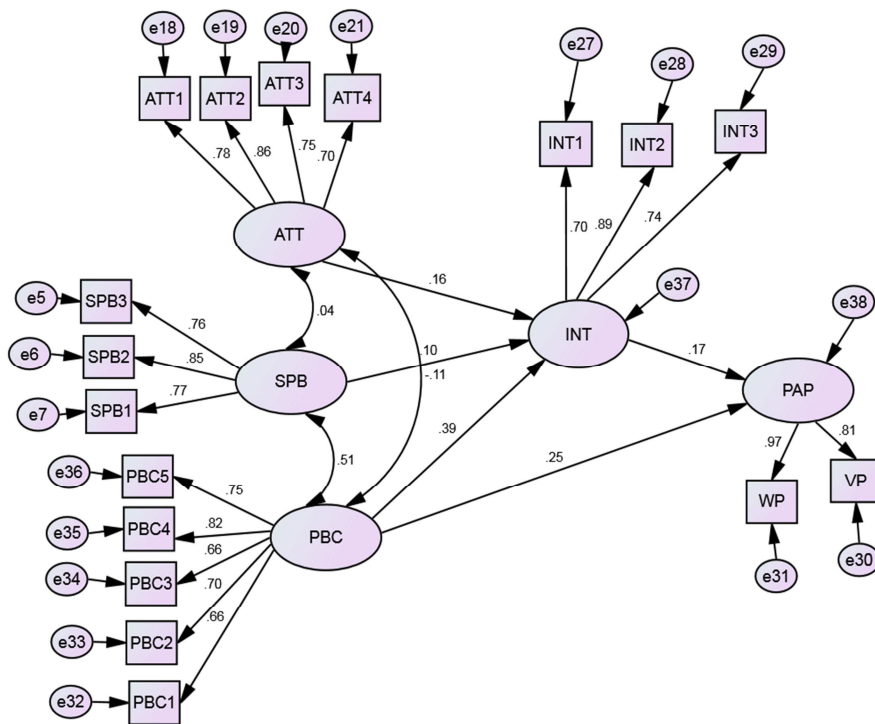 e18
e19
e20
e21
ATT1
ATT2
ATT3
ATT4
.78
.86
.75
.70
ATT
e27
e28
e29
INT1
INT2
INT3
.70
.89
.74
e5
SPB3
e6
SPB2
e7
SPB1
.76
.85
.77
SPB
.04
.16
.10
-.11
INT
e37
.17
e38
PAP
.97
.81
WP
VP
e31
e30
.51
.39
.25
e36
PBC5
e35
PBC4
e34
PBC3
e33
PBC2
e32
PBC1
.75
.82
.66
.70
.66
PBC